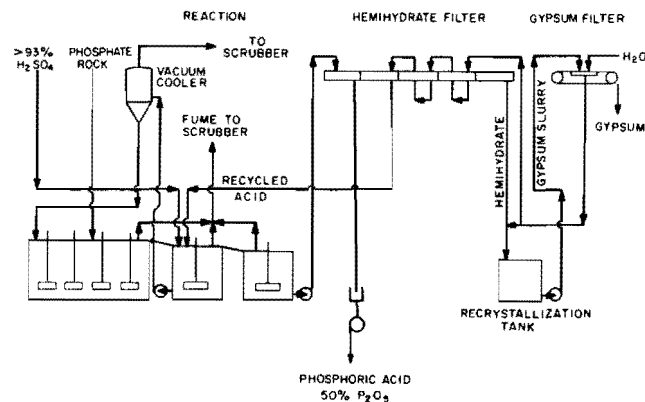 REACTION
HEMIHYDRATE FILTER
GYPSUM FILTER
>93%
H₂SO₄
PHOSPHATE
ROCK
TO
SCRUBBER
VACUUM
COOLER
H₂O
FUME TO
SCRUBBER
GYPSUM
RECYCLED
ACID
HEMIHYDRATE
GYPSUM SLURRY
RECRYSTALLIZATION
TANK
PHOSPHORIC ACID
50% P₂O₅